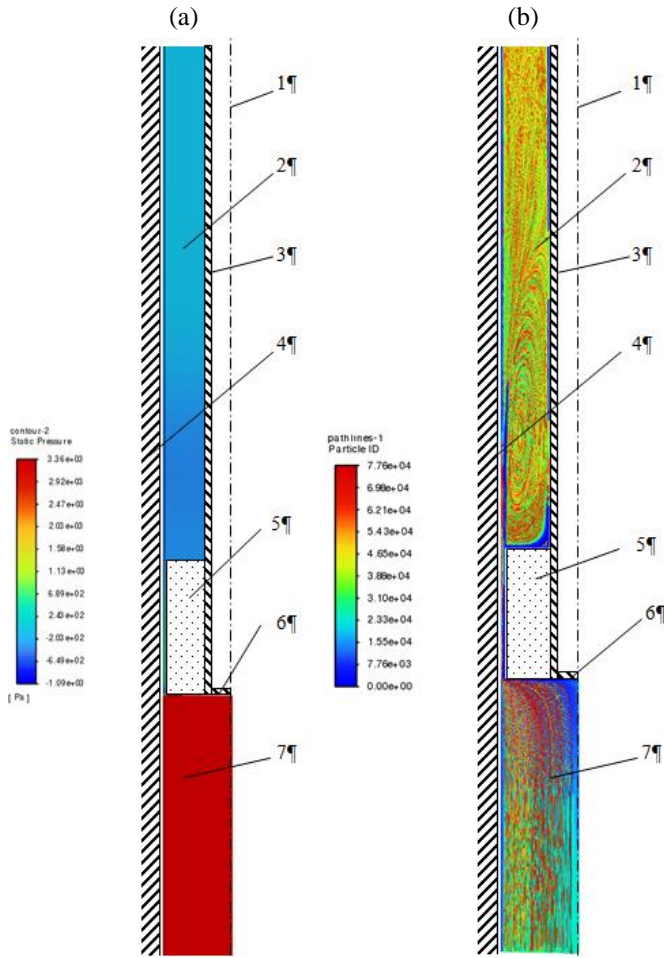 (a)
(b)
1¶
2¶
3¶
4¶
5¶
6¶
7¶
contour-2
Static Pressure
3.36e+03
2.92e+03
2.47e+03
2.03e+03
1.58e+03
1.13e+03
6.89e+02
2.43e+02
-2.03e+02
-6.49e+02
-1.09e+03
[ Pa ]
1¶
2¶
3¶
4¶
5¶
6¶
7¶
pathlines-1
Particle ID
7.76e+04
6.98e+04
6.21e+04
5.43e+04
4.65e+04
3.88e+04
3.10e+04
2.33e+04
1.55e+04
7.76e+03
0.00e+00